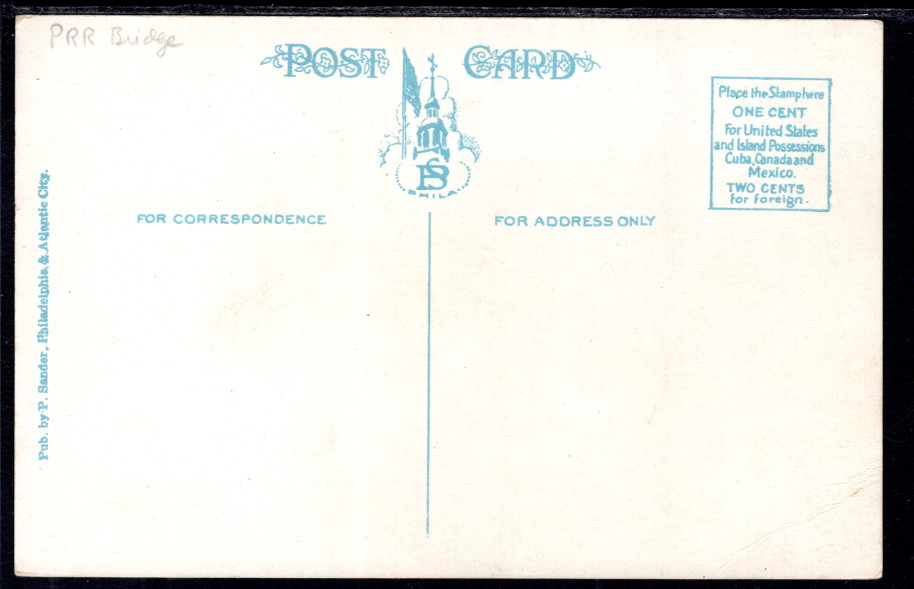 PRR Bridge
POST CARD
PS
PHILA.
Place the Stamp here
ONE CENT
For United States
and Island Possessions
Cuba, Canada and
Mexico.
TWO CENTS
for foreign.
FOR CORRESPONDENCE
FOR ADDRESS ONLY
Pub. by P. Sander, Philadelphia & Atlantic City.